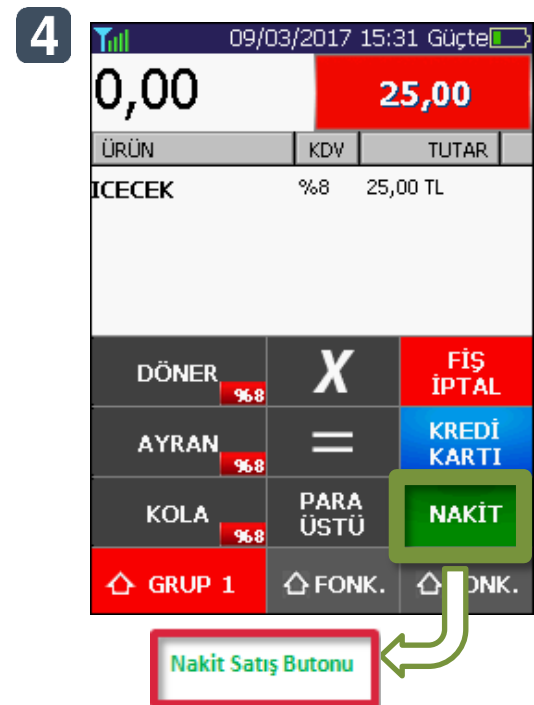 4
09/03/2017 15:31 Güçte
0,00 25,00
ÜRÜN KDV TUTAR
ICECEK %8 25,00 TL
DÖNER %8 X FİŞ İPTAL
AYRAN %8 = KREDİ KARTI
KOLA %8 PARA ÜSTÜ NAKİT
GRUP 1 FONK.
Nakit Satış Butonu